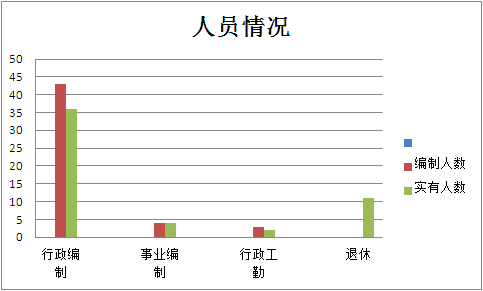 人员情况
50
45
40
35
30
25
20
15
10
5
0
行政编
制
事业编
制
行政工
勤
退休
编制人数
实有人数